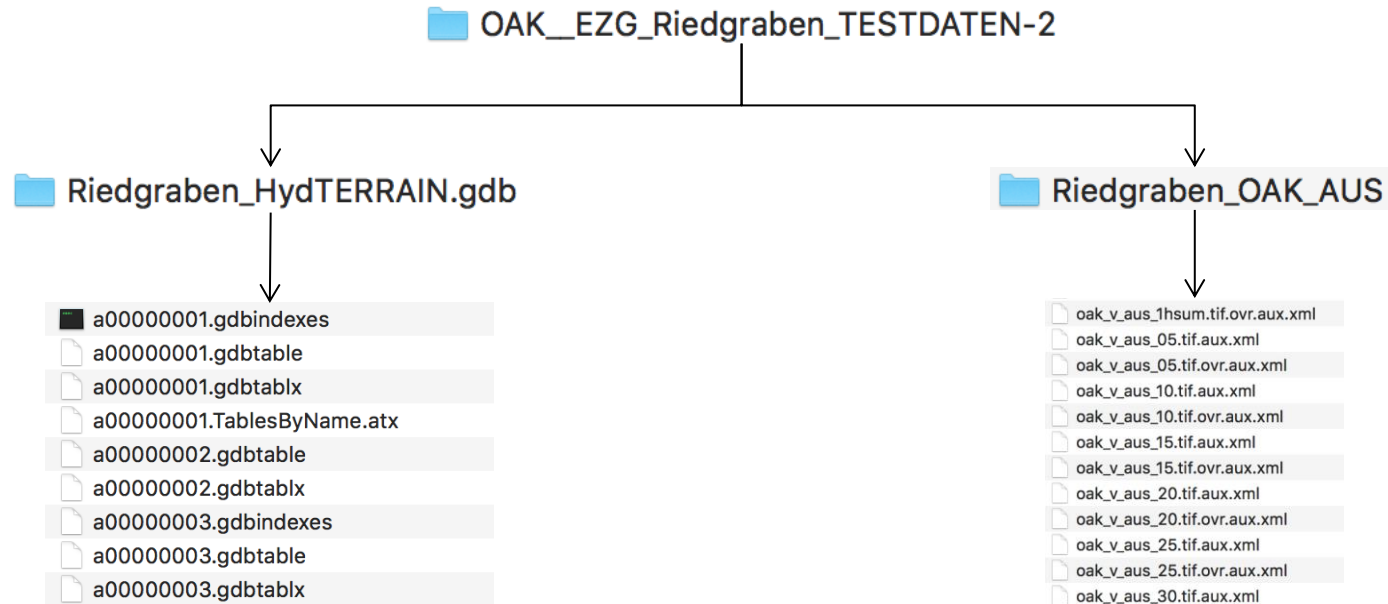 OAK__EZG_Riedgraben_TESTDATEN-2
Riedgraben_HydTERRAIN.gdb
Riedgraben_OAK_AUS
a00000001.gdbindexes
a00000001.gdbtable
a00000001.gdbtablx
a00000001.TablesByName.atx
a00000002.gdbtable
a00000002.gdbtablx
a00000003.gdbindexes
a00000003.gdbtable
a00000003.gdbtablx
oak_v_aus_1hsum.tif.ovr.aux.xml
oak_v_aus_05.tif.aux.xml
oak_v_aus_05.tif.ovr.aux.xml
oak_v_aus_10.tif.aux.xml
oak_v_aus_10.tif.ovr.aux.xml
oak_v_aus_15.tif.aux.xml
oak_v_aus_15.tif.ovr.aux.xml
oak_v_aus_20.tif.aux.xml
oak_v_aus_20.tif.ovr.aux.xml
oak_v_aus_25.tif.aux.xml
oak_v_aus_25.tif.ovr.aux.xml
oak_v_aus_30.tif.aux.xml